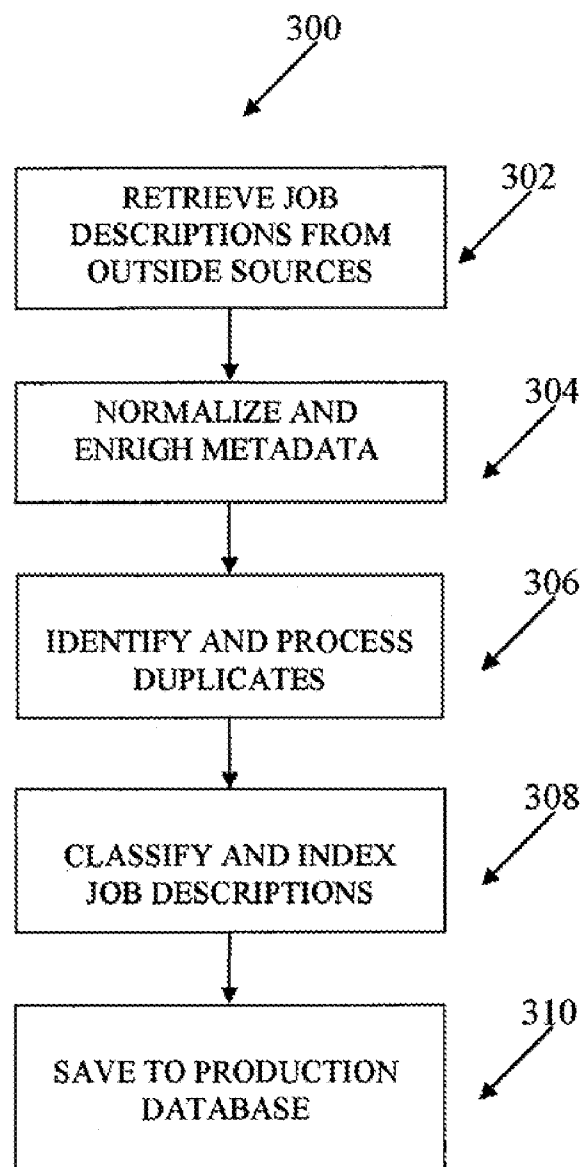 300
302
RETRIEVE JOB
DESCRIPTIONS FROM
OUTSIDE SOURCES
304
NORMALIZE AND
ENRIGH METADATA
306
IDENTIFY AND PROCESS
DUPLICATES
308
CLASSIFY AND INDEX
JOB DESCRIPTIONS
310
SAVE TO PRODUCTION
DATABASE